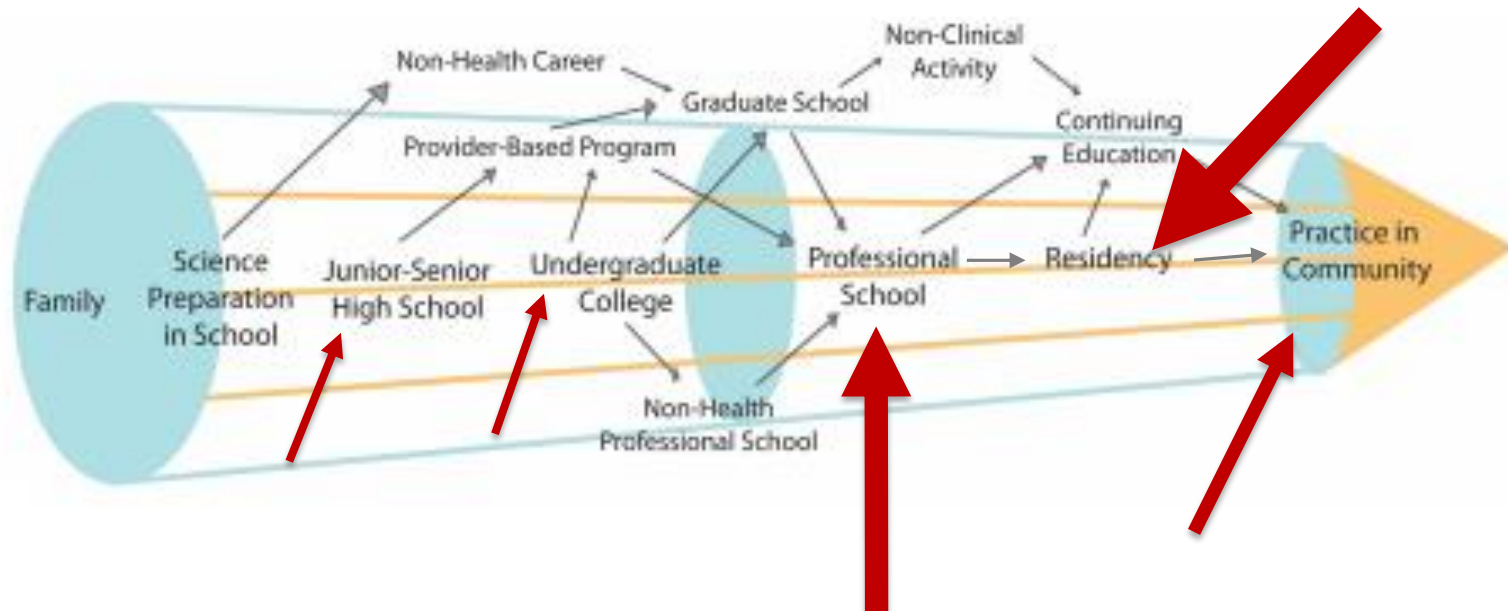 Non-Health Career
Non-Clinical
Activity
Graduate School
Provider-Based Program
Continuing
Education
Family
Science
Preparation
in School
Junior-Senior
High School
Undergraduate
College
Professional
School
Residency
Practice in
Community
Non-Health
Professional School